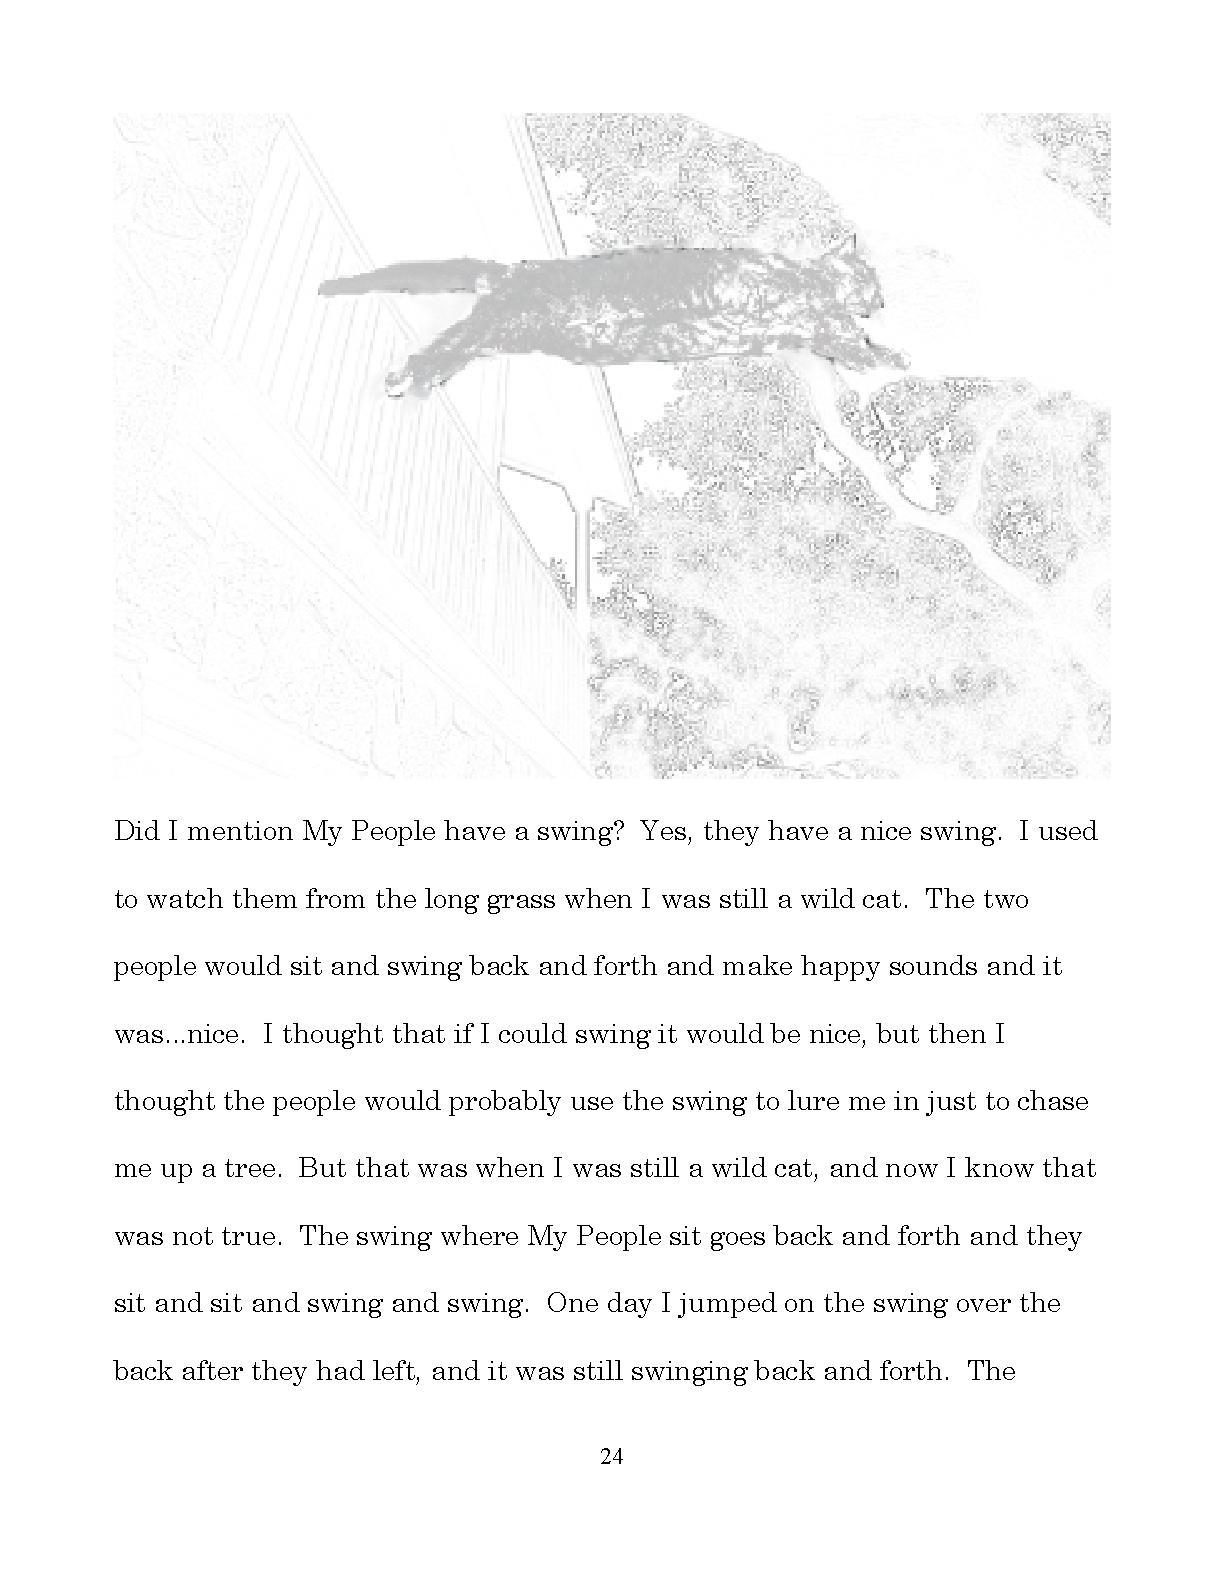 Did I mention My People have a swing?  Yes, they have a nice swing.  I used
to watch them from the long grass when I was still a wild cat.  The two
people would sit and swing back and forth and make happy sounds and it
was...nice.  I thought that if I could swing it would be nice, but then I
thought the people would probably use the swing to lure me in just to chase
me up a tree.  But that was when I was still a wild cat, and now I know that
was not true.  The swing where My People sit goes back and forth and they
sit and sit and swing and swing.  One day I jumped on the swing over the
back after they had left, and it was still swinging back and forth.  The
24